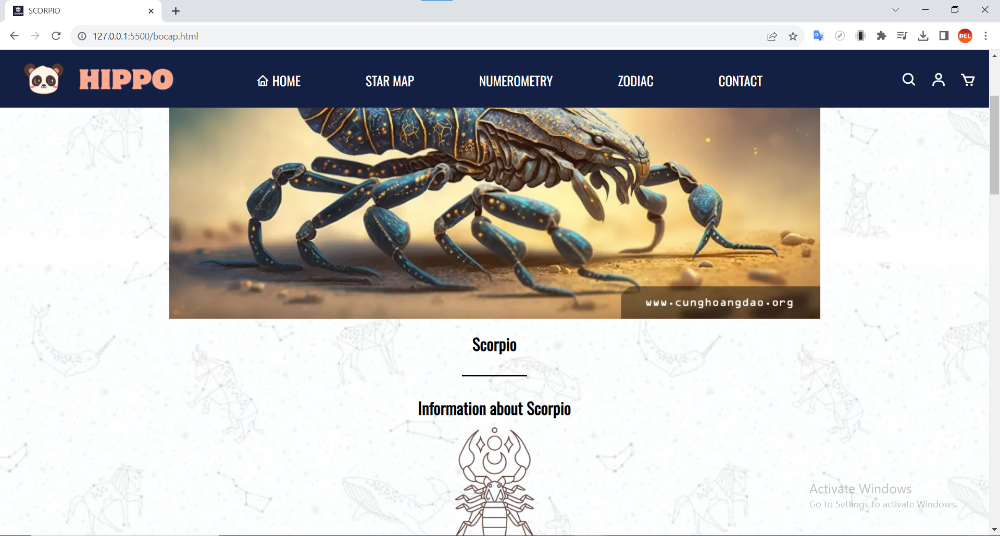 SCORPIO
127.0.0.1:5500/bocap.html
DEL
HIPPO
HOME
STAR MAP
NUMEROMETRY
ZODIAC
CONTACT
www.cunghoangdao.org
Scorpio
Information about Scorpio
Activate Windows
Go to Settings to activate Windows.